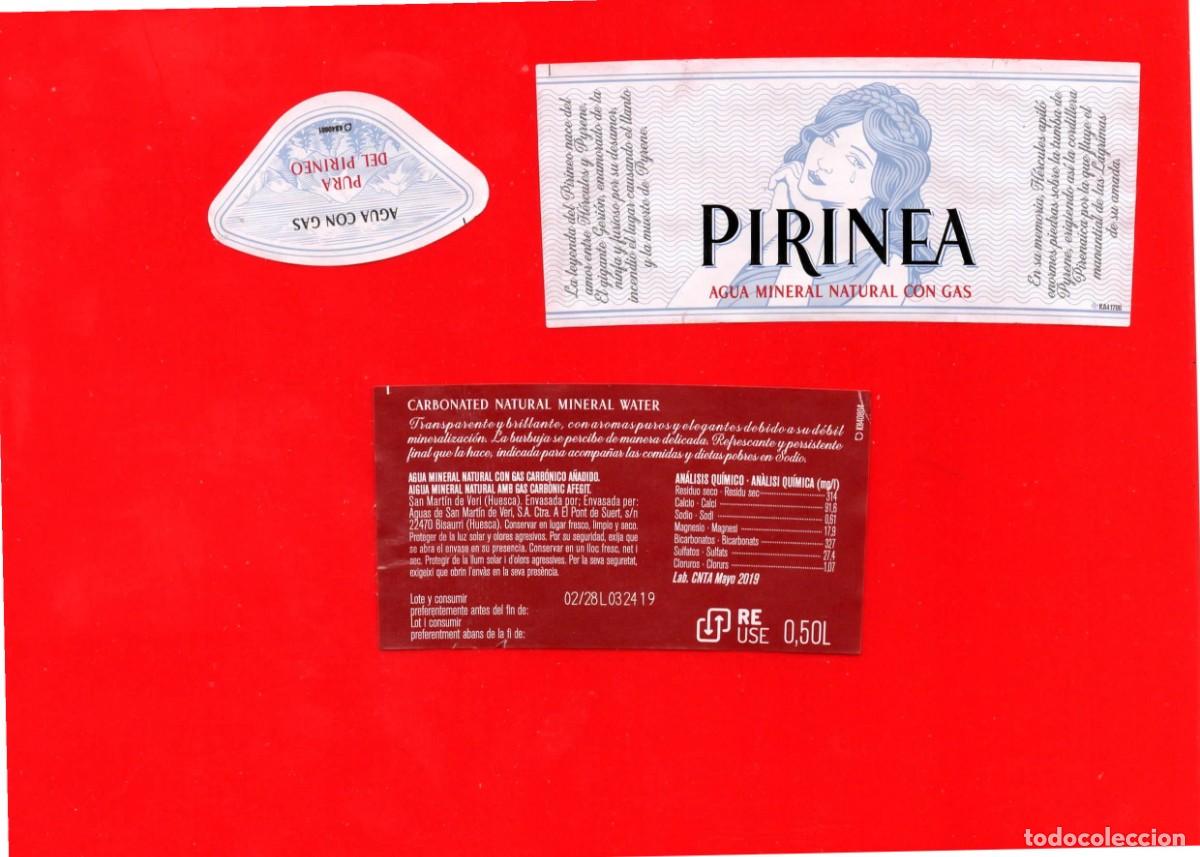 AGUA CON GAS
PURA
DEL PIRINEO
KB40801
La leyenda del Pirineo nace del
amor entre Hércules y Pyrene.
El gigante Gerión, enamorado de la
ninfa y furioso por su desamor,
incendió el lugar causando el llanto
y la muerte de Pyrene.
PIRINEA
AGUA MINERAL NATURAL CON GAS
En su memoria, Hércules apiló
enormes piedras sobre la tumba de
Pyrene, erigiendo así la cordillera
Pirenaica por la que fluye el
manantial de las Lágrimas
de su amada.
KA41706
CARBONATED NATURAL MINERAL WATER
Transparente y brillante, con aromas puros y elegantes debido a su débil
mineralización. La burbuja se percibe de manera delicada. Refrescante y persistente
final que la hace, indicada para acompañar las comidas y dietas pobres en Sodio.
KB40804
AGUA MINERAL NATURAL CON GAS CARBÓNICO AÑADIDO.
AIGUA MINERAL NATURAL AMB GAS CARBÒNIC AFEGIT.
San Martín de Veri (Huesca). Envasada por; Envasada per:
Aguas de San Martín de Veri, S.A. Ctra. A El Pont de Suert, s/n
22470 Bisaurri (Huesca). Conservar en lugar fresco, limpio y seco.
Proteger de la luz solar y olores agresivos. Por su seguridad, exija que
se abra el envase en su presencia. Conservar en un lloc fresc, net i
sec. Protegir de la llum solar i d'olors agressives. Per la seva seguretat,
exigeixi que obrin l'envàs en la seva presència.
ANÁLISIS QUÍMICO - ANÀLISI QUÍMICA (mg/l)
Residuo seco - Residu sec 314
Calcio - Calci 91,6
Sodio - Sodi 0,61
Magnesio - Magnesi 17,9
Bicarbonatos - Bicarbonats 327
Sulfatos - Sulfats 27,4
Cloruros - Clorurs 1,07
Lab. CNTA Mayo 2019
Lote y consumir
preferentemente antes del fin de:
Lot i consumir
preferentment abans de la fi de:
02/28L032419
RE
USE
0,50L
todocoleccion